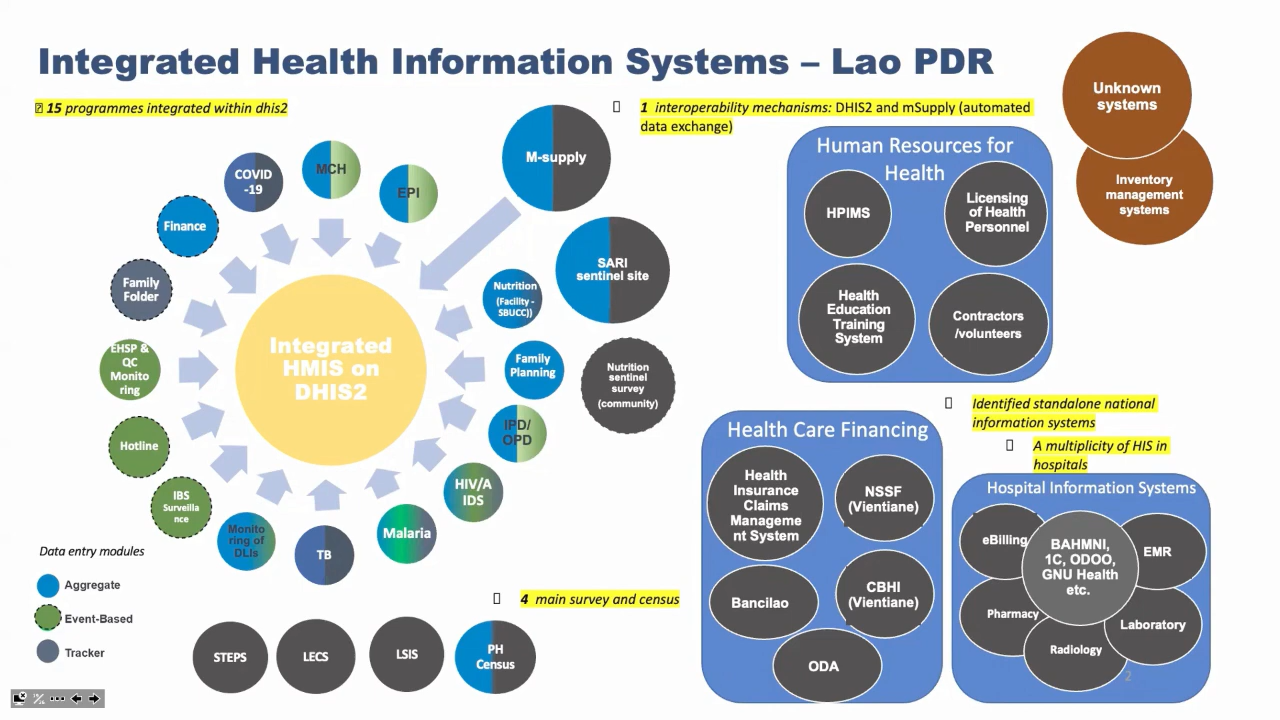 Integrated Health Information Systems – Lao PDR
15 programmes integrated within dhis2
1 interoperability mechanisms: DHIS2 and mSupply (automated
data exchange)
Unknown
systems
Inventory
management
systems
M-supply
SARI
sentinel site
Nutrition
sentinel
survey
(community)
COVID
-19
MCH
EPI
Finance
Family
Folder
EHSP &
QC
Monito
ring
Hotline
IBS
Surveilla
nce
Monito
ring of
DLIs
TB
Malaria
HIV/A
IDS
IPD/
OPD
Family
Planning
Nutrition
(Facility -
SBUCC))
Integrated
HMIS on
DHIS2
Human Resources for
Health
HPIMS
Licensing
of Health
Personnel
Health
Education
Training
System
Contractors
/volunteers
Identified standalone national
information systems
A multiplicity of HIS in
hospitals
Health Care Financing
Health
Insurance
Claims
Manageme
nt System
NSSF
(Vientiane)
Bancilao
CBHI
(Vientiane)
ODA
Hospital Information Systems
eBilling
BAHMNI,
1C, ODOO,
GNU Health
etc.
EMR
Pharmacy
Radiology
Laboratory
2
Data entry modules
Aggregate
Event-Based
Tracker
4 main survey and census
STEPS
LECS
LSIS
PH
Census